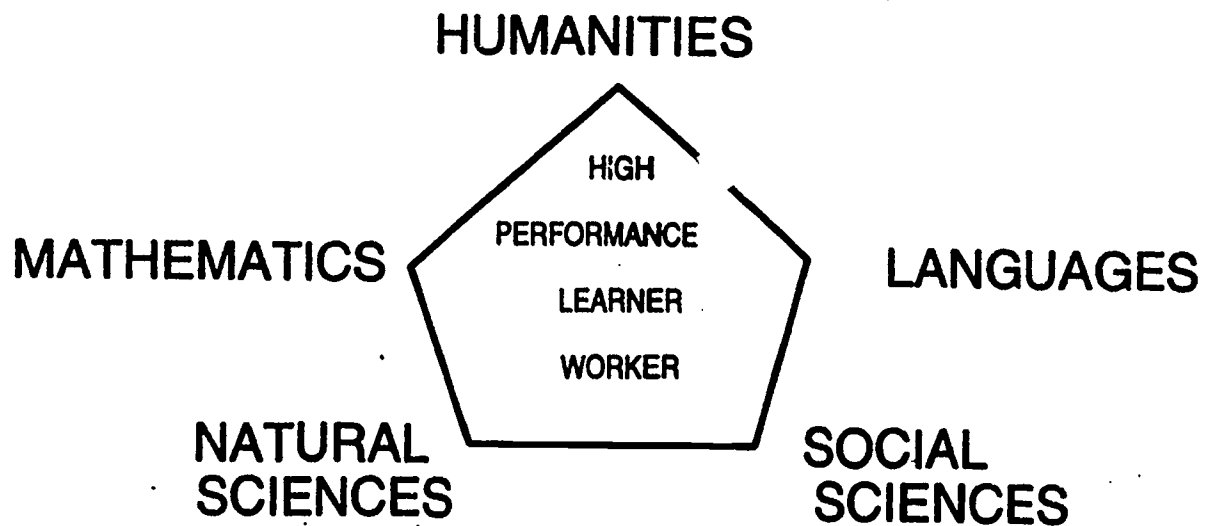 HUMANITIES
HIGH
PERFORMANCE
MATHEMATICS
LANGUAGES
LEARNER
WORKER
NATURAL
SCIENCES
SOCIAL
SCIENCES